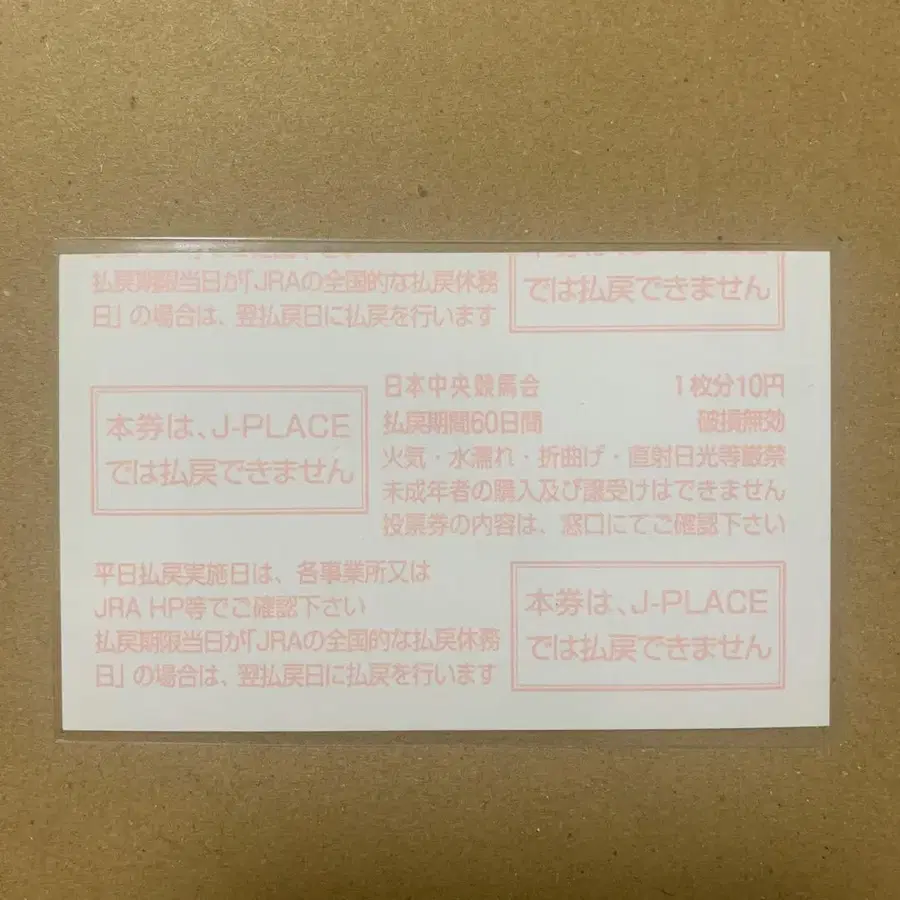 払戻期限当日が「JRAの全国的な払戻休務
日」の場合は、翌払戻日に払戻を行います
では払戻できません
日本中央競馬会 1枚分10円
払戻期間60日間 破損無効
火気・水濡れ・折曲げ・直射日光等厳禁
未成年者の購入及び譲受けはできません
投票券の内容は、窓口にてご確認下さい
本券は、J-PLACE
では払戻できません
平日払戻実施日は、各事業所又は
JRA HP等でご確認下さい
払戻期限当日が「JRAの全国的な払戻休務
日」の場合は、翌払戻日に払戻を行います
本券は、J-PLACE
では払戻できません